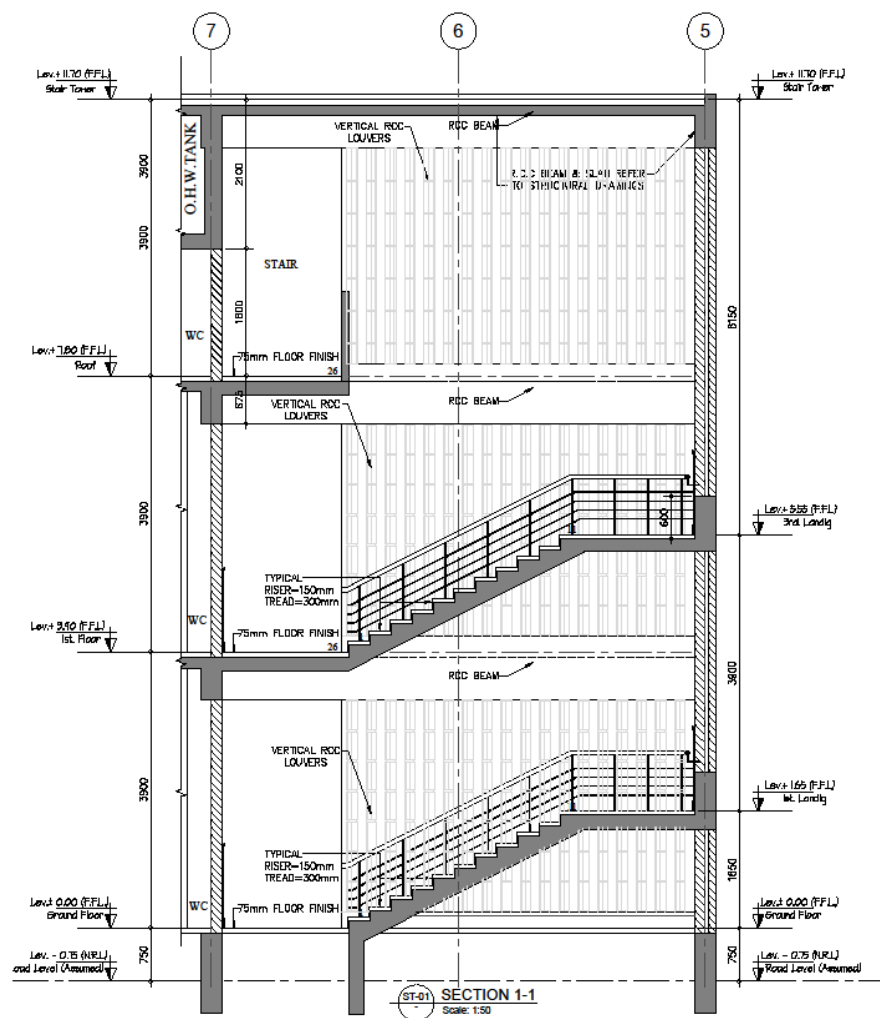 7
6
5
Lev.+ 11.70 (F.F.L)
Stair Tower
Lev.+ 11.70 (F.F.L)
Stair Tower
RCC BEAM
VERTICAL RCC
LOUVERS
R.C.C BEAM & SLAB REFER
TO STRUCTURAL DRAWINGS
O.H.W.TANK
3900
2100
3900
STAIR
1800
8150
WC
Lev.+ 7.80 (F.F.L)
Roof
75mm FLOOR FINISH
26
675
VERTICAL RCC
LOUVERS
RCC BEAM
3900
600
Lev.+ 5.55 (F.F.L)
3rd. Landig
TYPICAL
RISER=150mm
TREAD=300mm
WC
Lev.+ 3.90 (F.F.L)
1st. Floor
75mm FLOOR FINISH
26
RCC BEAM
3900
VERTICAL RCC
LOUVERS
3900
Lev.+ 1.65 (F.F.L)
1st. Landig
TYPICAL
RISER=150mm
TREAD=300mm
1650
WC
Lev.± 0.00 (F.F.L)
Ground Floor
75mm FLOOR FINISH
Lev.± 0.00 (F.F.L)
Ground Floor
750
Lev. - 0.75 (N.R.L)
oad Level (Assumed)
750
Lev. - 0.75 (N.R.L)
Road Level (Assumed)
ST-01
-
SECTION 1-1
Scale: 1:50